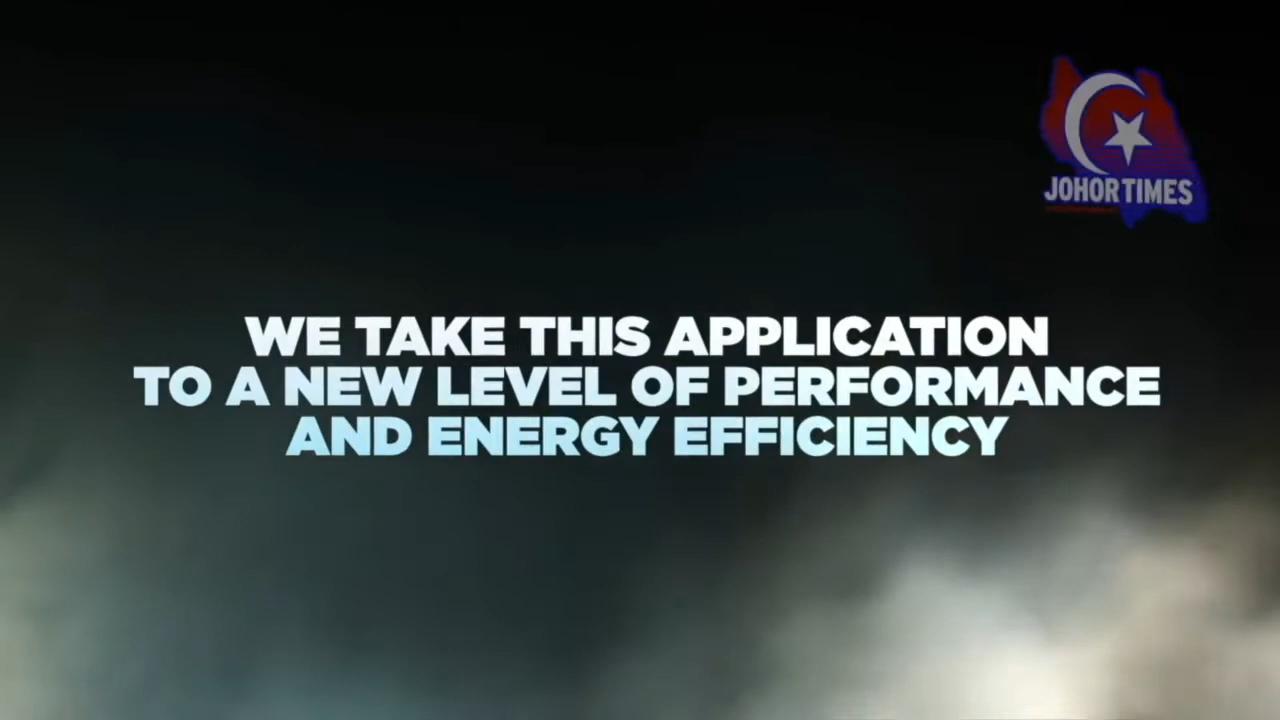 JOHOR TIMES
WE TAKE THIS APPLICATION
TO A NEW LEVEL OF PERFORMANCE
AND ENERGY EFFICIENCY